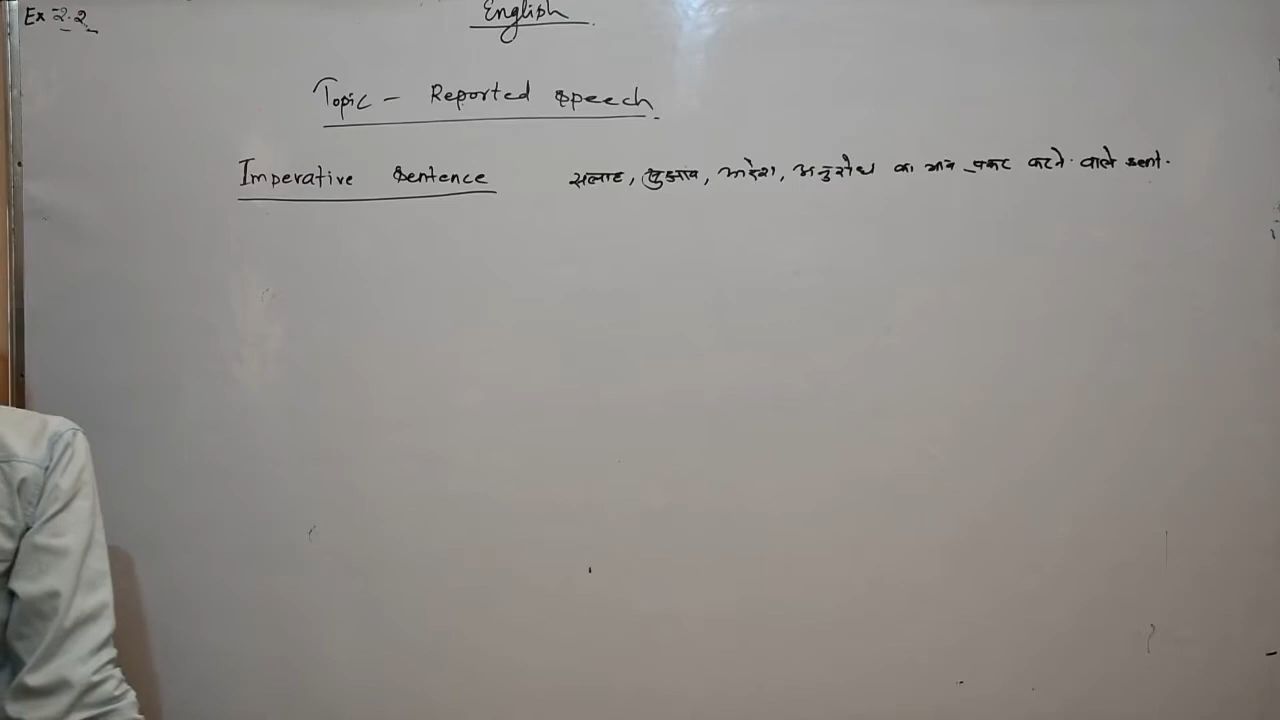 Ex 2.2
English
Topic - Reported speech
Imperative Sentence सलाह, सुझाव, आदेश, अनुरोध का भाव प्रकट करने वाले sent.